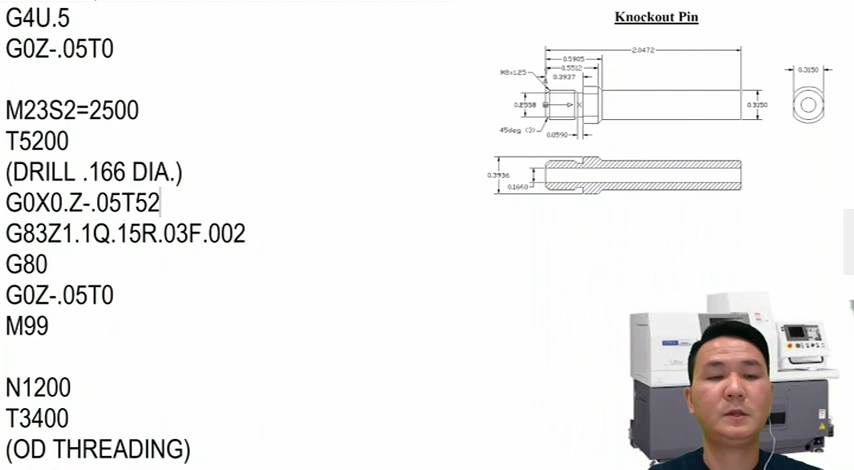 G4U.5
G0Z-.05T0
M23S2=2500
T5200
(DRILL .166 DIA.)
G0X0.Z-.05T52
G83Z1.1Q.15R.03F.002
G80
G0Z-.05T0
M99
N1200
T3400
(OD THREADING)
Knockout Pin
2.0472
0.5905
0.5512
0.3937
M8x1.25
0.2558
45deg (3)
0.0590
0.3150
0.3150
0.3936
0.1660